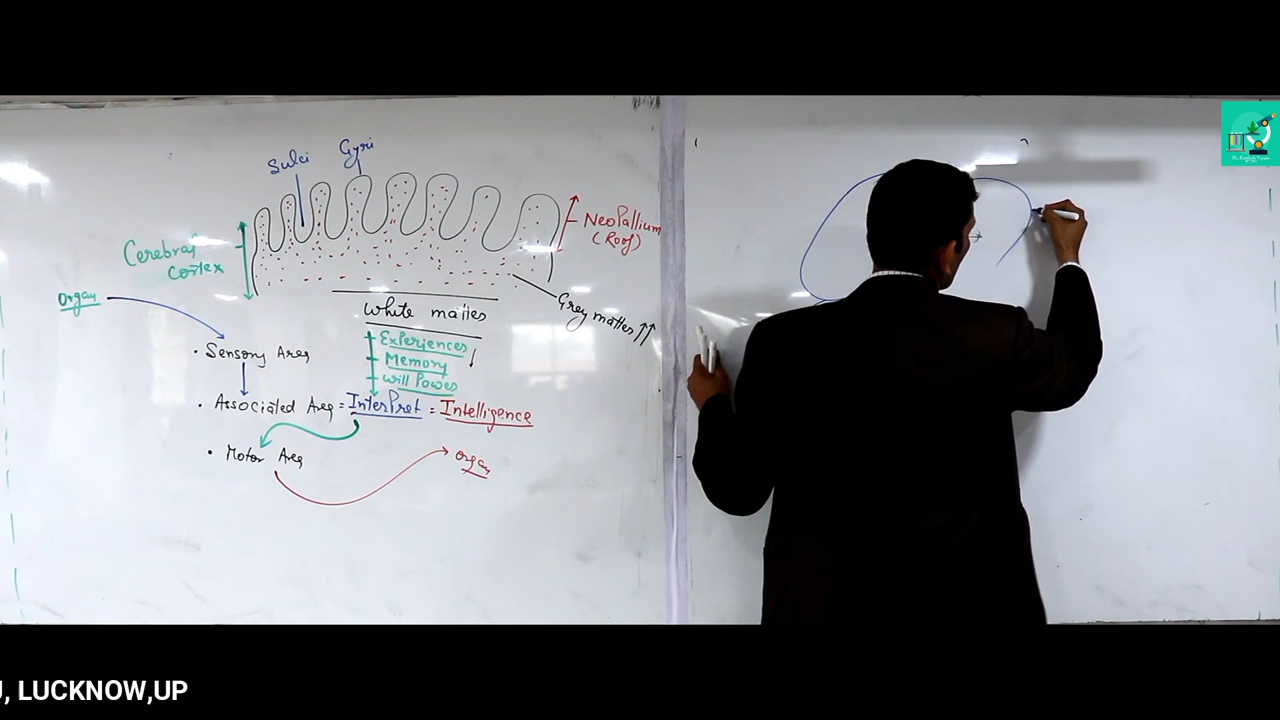 Sulci
Gyri
Cerebral
cortex
NeoPallium
(Roof)
Organ
White matter
Grey matter ↑↑
Experiences
Memory
will Power
• Sensory Area
• Associated Area = InterPret = Intelligence
• Motor Area
organ
, LUCKNOW,UP